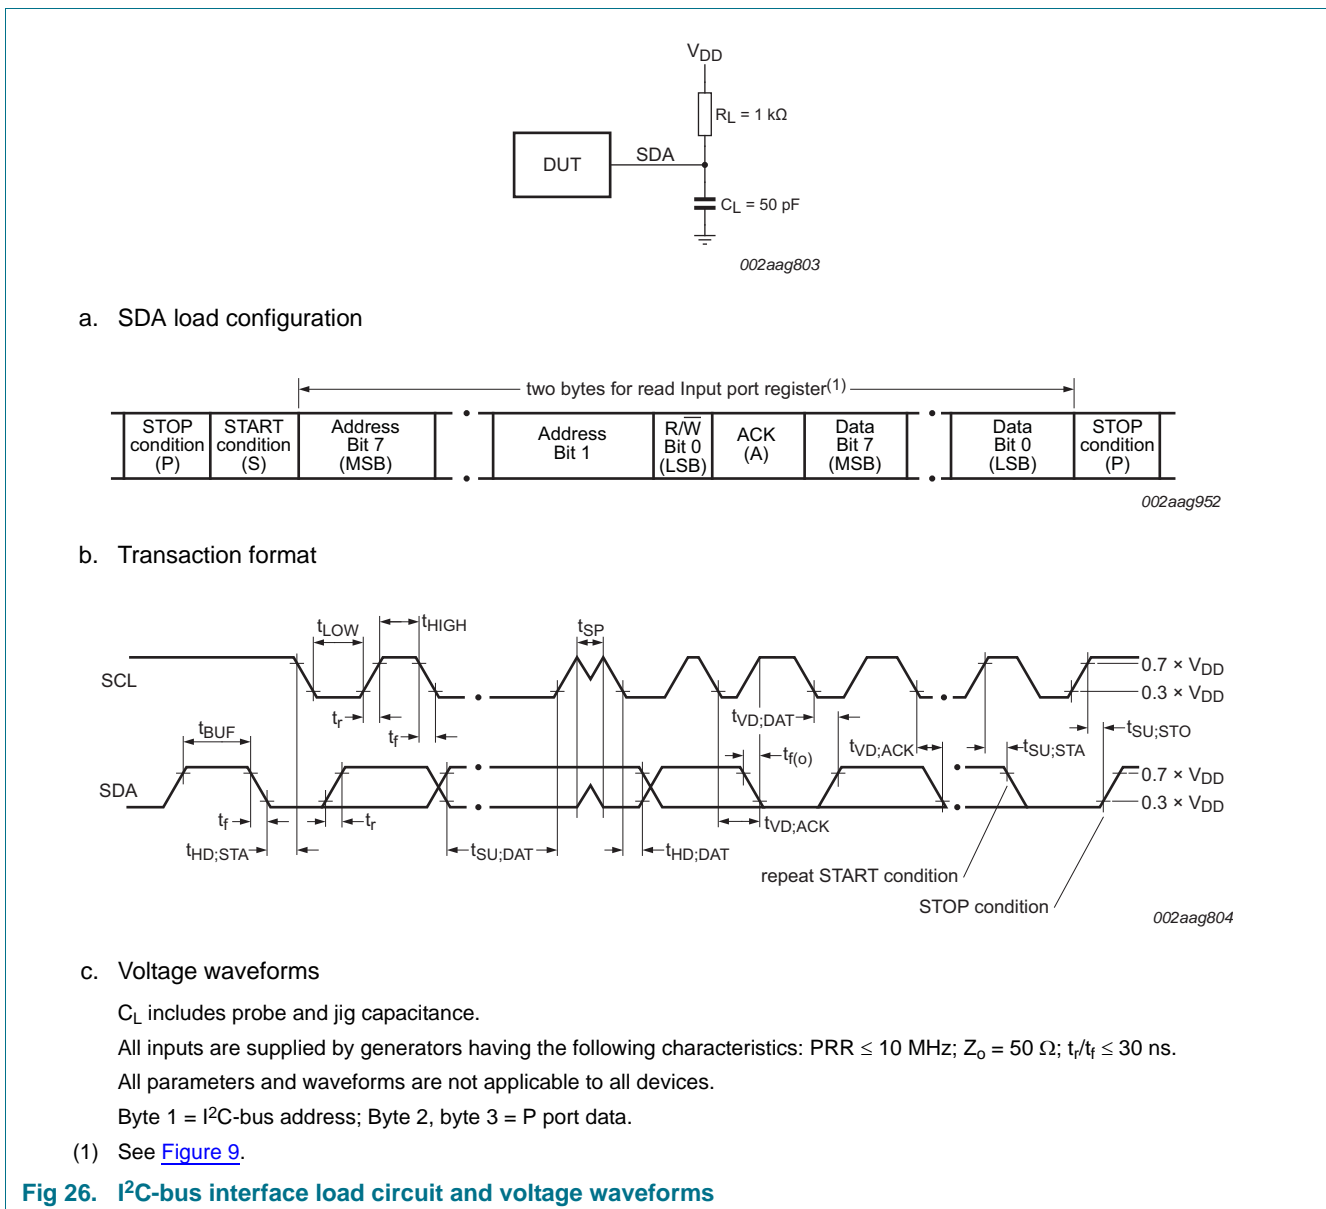 VDD
RL = 1 kΩ
DUT
SDA
CL = 50 pF
002aag803
a. SDA load configuration
two bytes for read Input port register(1)
STOP condition (P)
START condition (S)
Address Bit 7 (MSB)
Address Bit 1
R/W̅ Bit 0 (LSB)
ACK (A)
Data Bit 7 (MSB)
Data Bit 0 (LSB)
STOP condition (P)
002aag952
b. Transaction format
tLOW
tHIGH
tSP
SCL
0.7 × VDD
0.3 × VDD
tr
tf
tBUF
tVD;DAT
tf(o)
tVD;ACK
tSU;STA
tSU;STO
SDA
0.7 × VDD
0.3 × VDD
tf
tr
tHD;STA
tSU;DAT
tHD;DAT
tVD;ACK
repeat START condition
STOP condition
002aag804
c. Voltage waveforms
CL includes probe and jig capacitance.
All inputs are supplied by generators having the following characteristics: PRR ≤ 10 MHz; Zo = 50 Ω; tr/tf ≤ 30 ns.
All parameters and waveforms are not applicable to all devices.
Byte 1 = I²C-bus address; Byte 2, byte 3 = P port data.
(1) See Figure 9.
Fig 26. I²C-bus interface load circuit and voltage waveforms